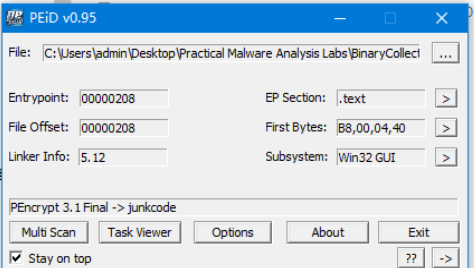 PEiD v0.95
File: C:\Users\admin\Desktop\Practical Malware Analysis Labs\BinaryCollect ...
Entrypoint: 00000208 EP Section: .text >
File Offset: 00000208 First Bytes: B8,00,04,40 >
Linker Info: 5.12 Subsystem: Win32 GUI >
PEncrypt 3.1 Final -> junkcode
Multi Scan Task Viewer Options About Exit
Stay on top ?? ->